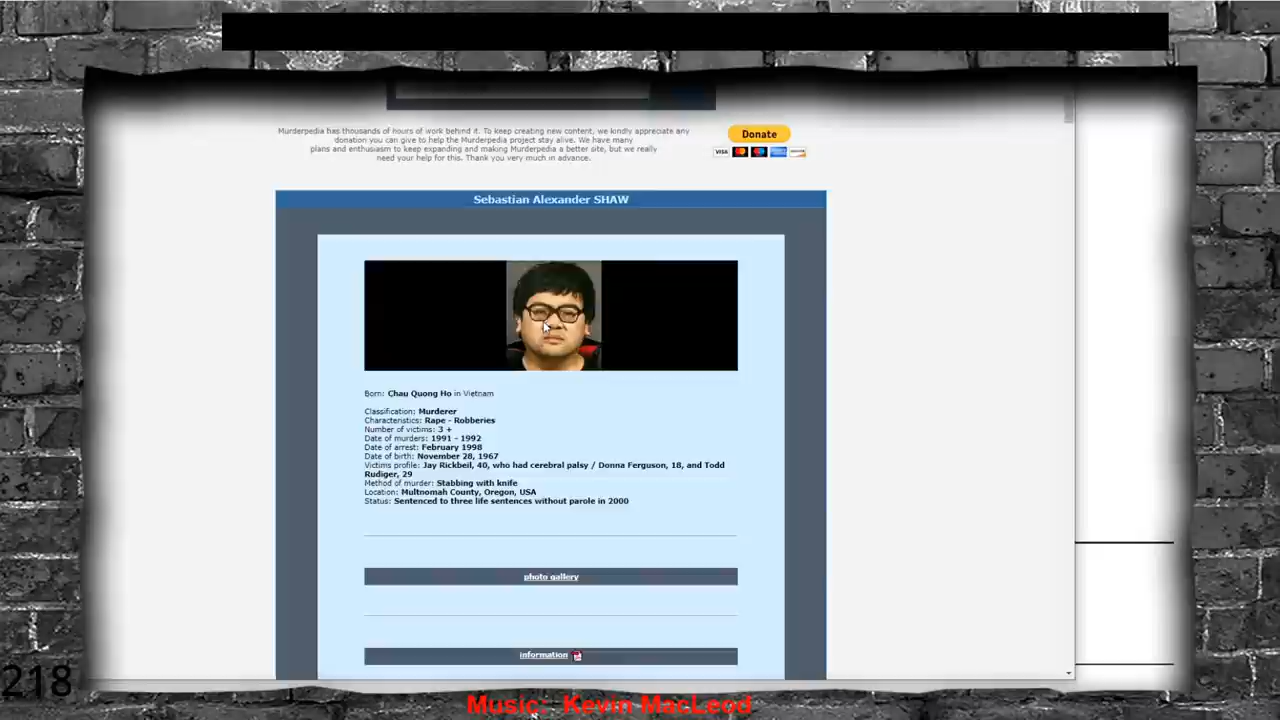 Murderpedia has thousands of hours of work behind it. To keep creating new content, we kindly appreciate any
donation you can give to help the Murderpedia project stay alive. We have many
plans and enthusiasm to keep expanding and making Murderpedia a better site, but we really
need your help for this. Thank you very much in advance.
Donate
VISA
Sebastian Alexander SHAW
Born: Chau Quong Ho in Vietnam
Classification: Murderer
Characteristics: Rape - Robberies
Number of victims: 3 +
Date of murders: 1991 - 1992
Date of arrest: February 1998
Date of birth: November 28, 1967
Victims profile: Jay Rickbeil, 40, who had cerebral palsy / Donna Ferguson, 18, and Todd
Rudiger, 29
Method of murder: Stabbing with knife
Location: Multnomah County, Oregon, USA
Status: Sentenced to three life sentences without parole in 2000
photo gallery
information
218
Music: Kevin MacLeod